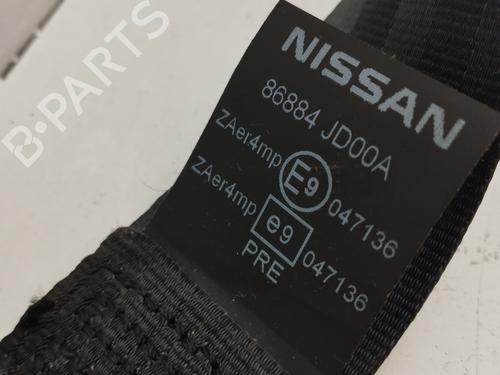 B-PARTS
NISSAN
86884 JD00A
ZAer4mp E9 047136
ZAer4mp e9 047136
PRE